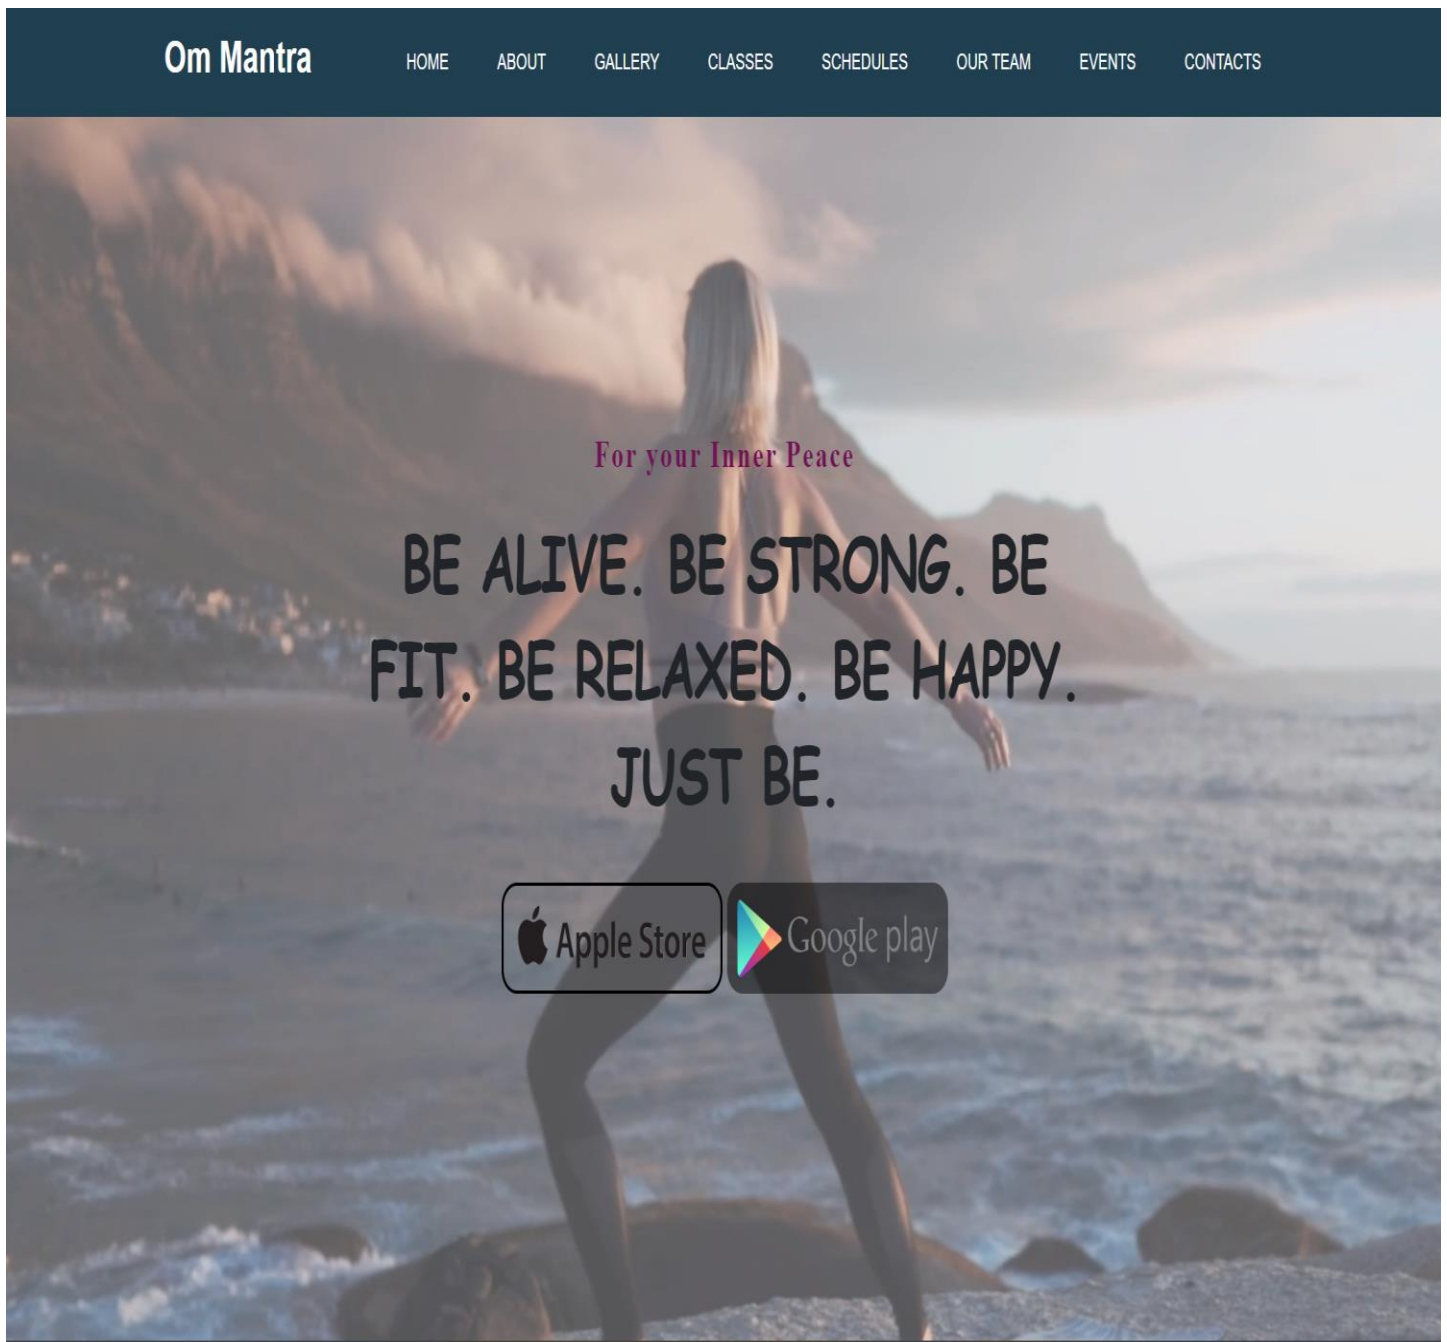 Om Mantra HOME ABOUT GALLERY CLASSES SCHEDULES OUR TEAM EVENTS CONTACTS
For your Inner Peace
BE ALIVE. BE STRONG. BE
FIT. BE RELAXED. BE HAPPY.
JUST BE.
Apple Store Google play